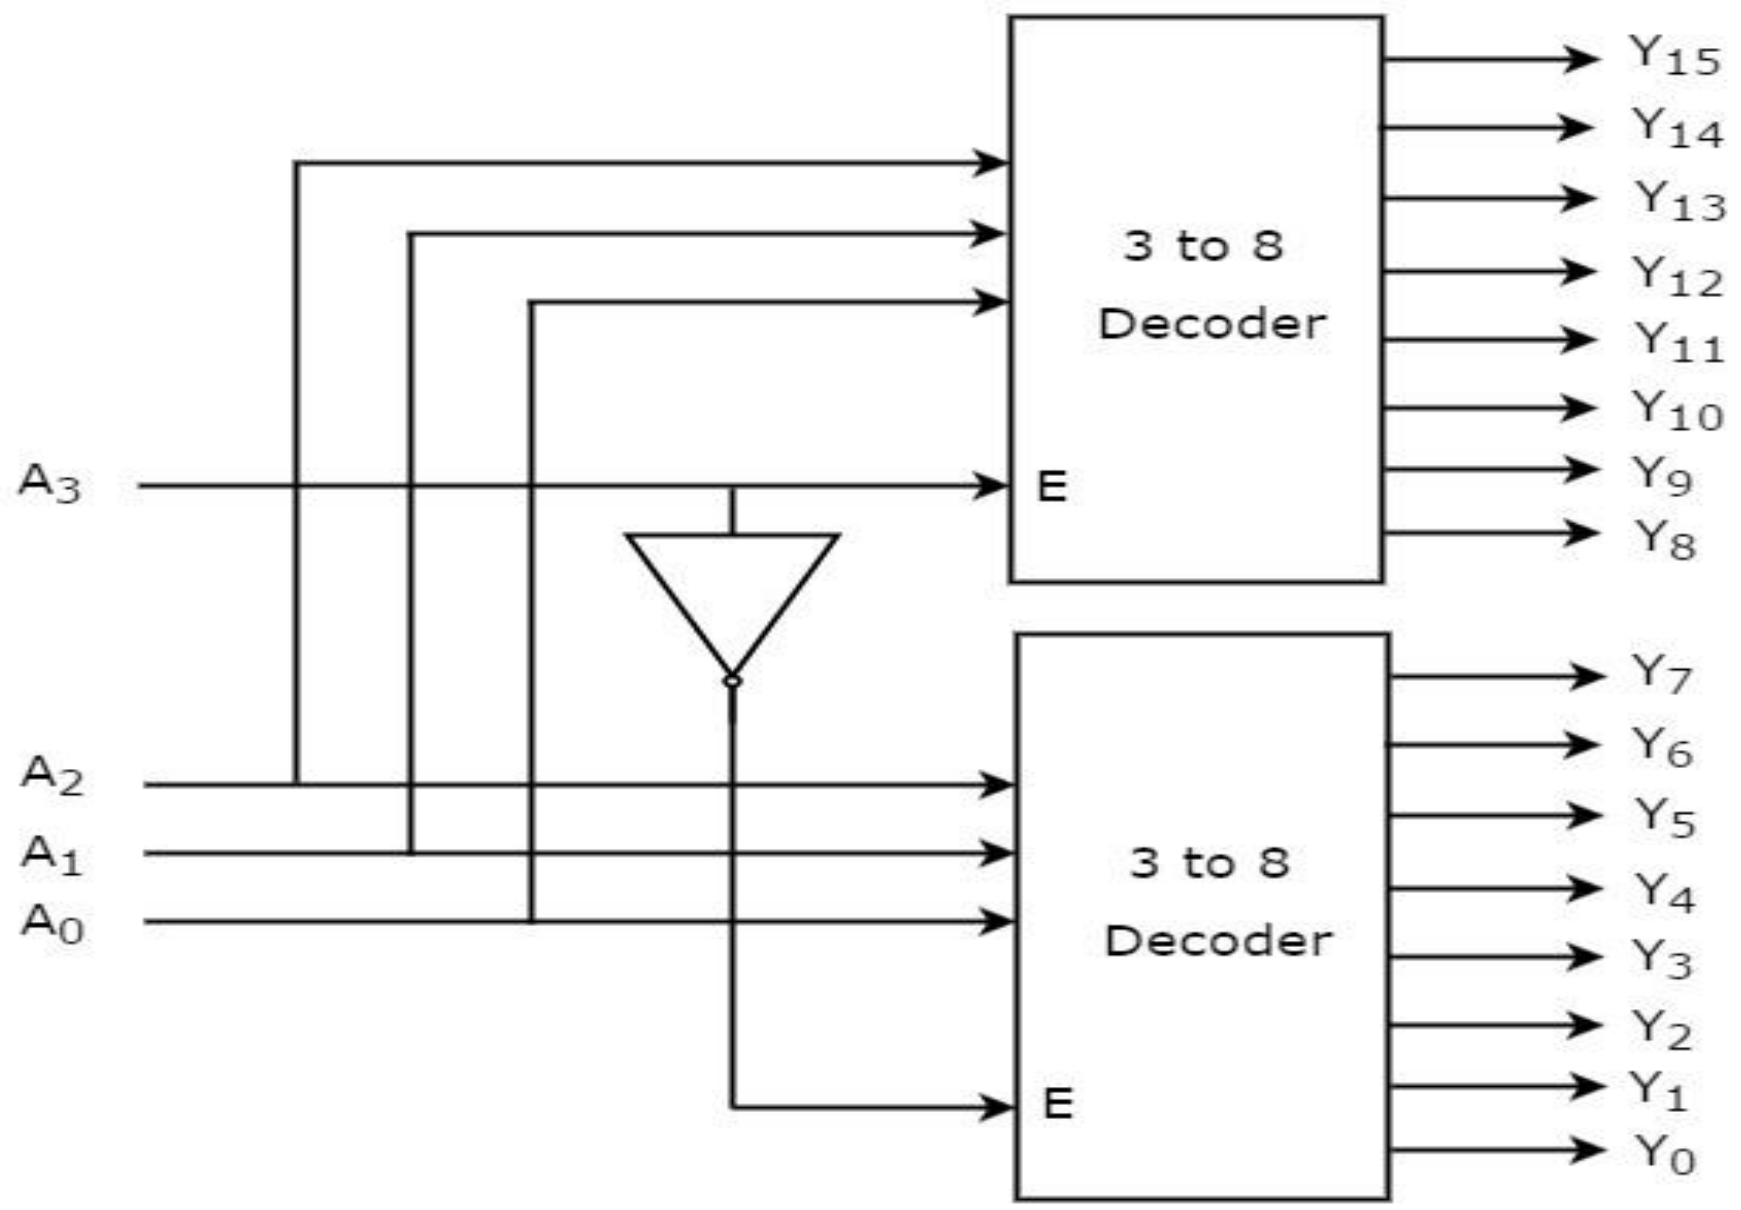 Y15
Y14
Y13
3 to 8
Y12
Decoder
Y11
Y10
A3
E
Y9
Y8
Y7
A2
Y6
Y5
A1
3 to 8
Y4
A0
Decoder
Y3
Y2
E
Y1
Y0